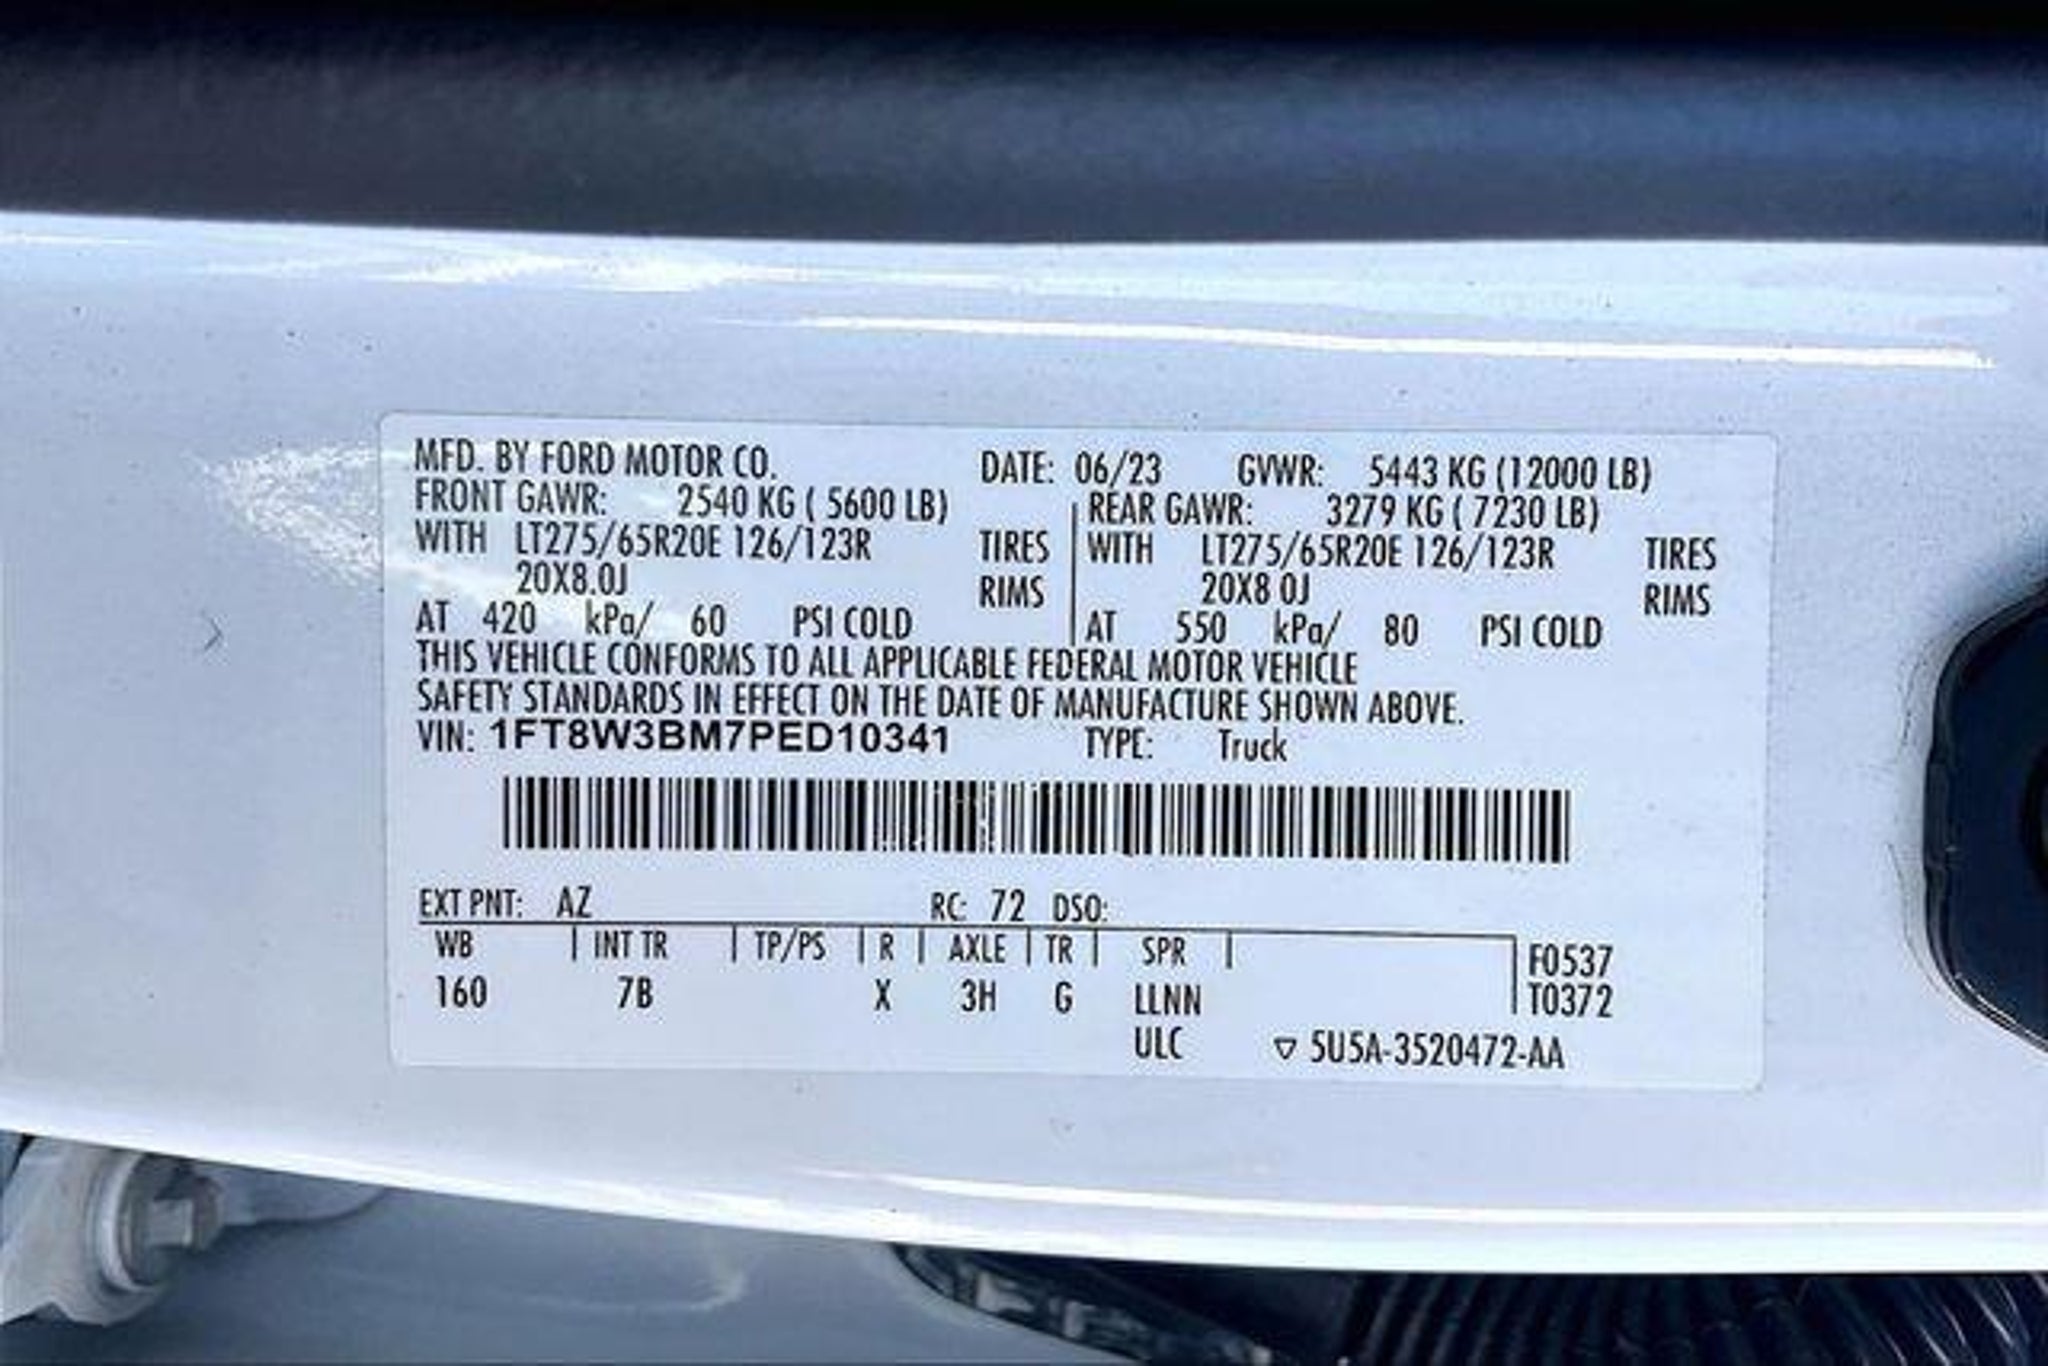 MFD. BY FORD MOTOR CO. DATE: 06/23 GVWR: 5443 KG (12000 LB)
FRONT GAWR: 2540 KG ( 5600 LB) REAR GAWR: 3279 KG ( 7230 LB)
WITH LT275/65R20E 126/123R TIRES WITH LT275/65R20E 126/123R TIRES
20X8.0J RIMS 20X8 0J RIMS
AT 420 kPa/ 60 PSI COLD AT 550 kPa/ 80 PSI COLD
THIS VEHICLE CONFORMS TO ALL APPLICABLE FEDERAL MOTOR VEHICLE
SAFETY STANDARDS IN EFFECT ON THE DATE OF MANUFACTURE SHOWN ABOVE.
VIN: 1FT8W3BM7PED10341 TYPE: Truck
EXT PNT: AZ RC: 72 DSO:
WB INT TR TP/PS R AXLE TR SPR F0537
160 7B X 3H G LLNN T0372
ULC ▽ 5U5A-3520472-AA